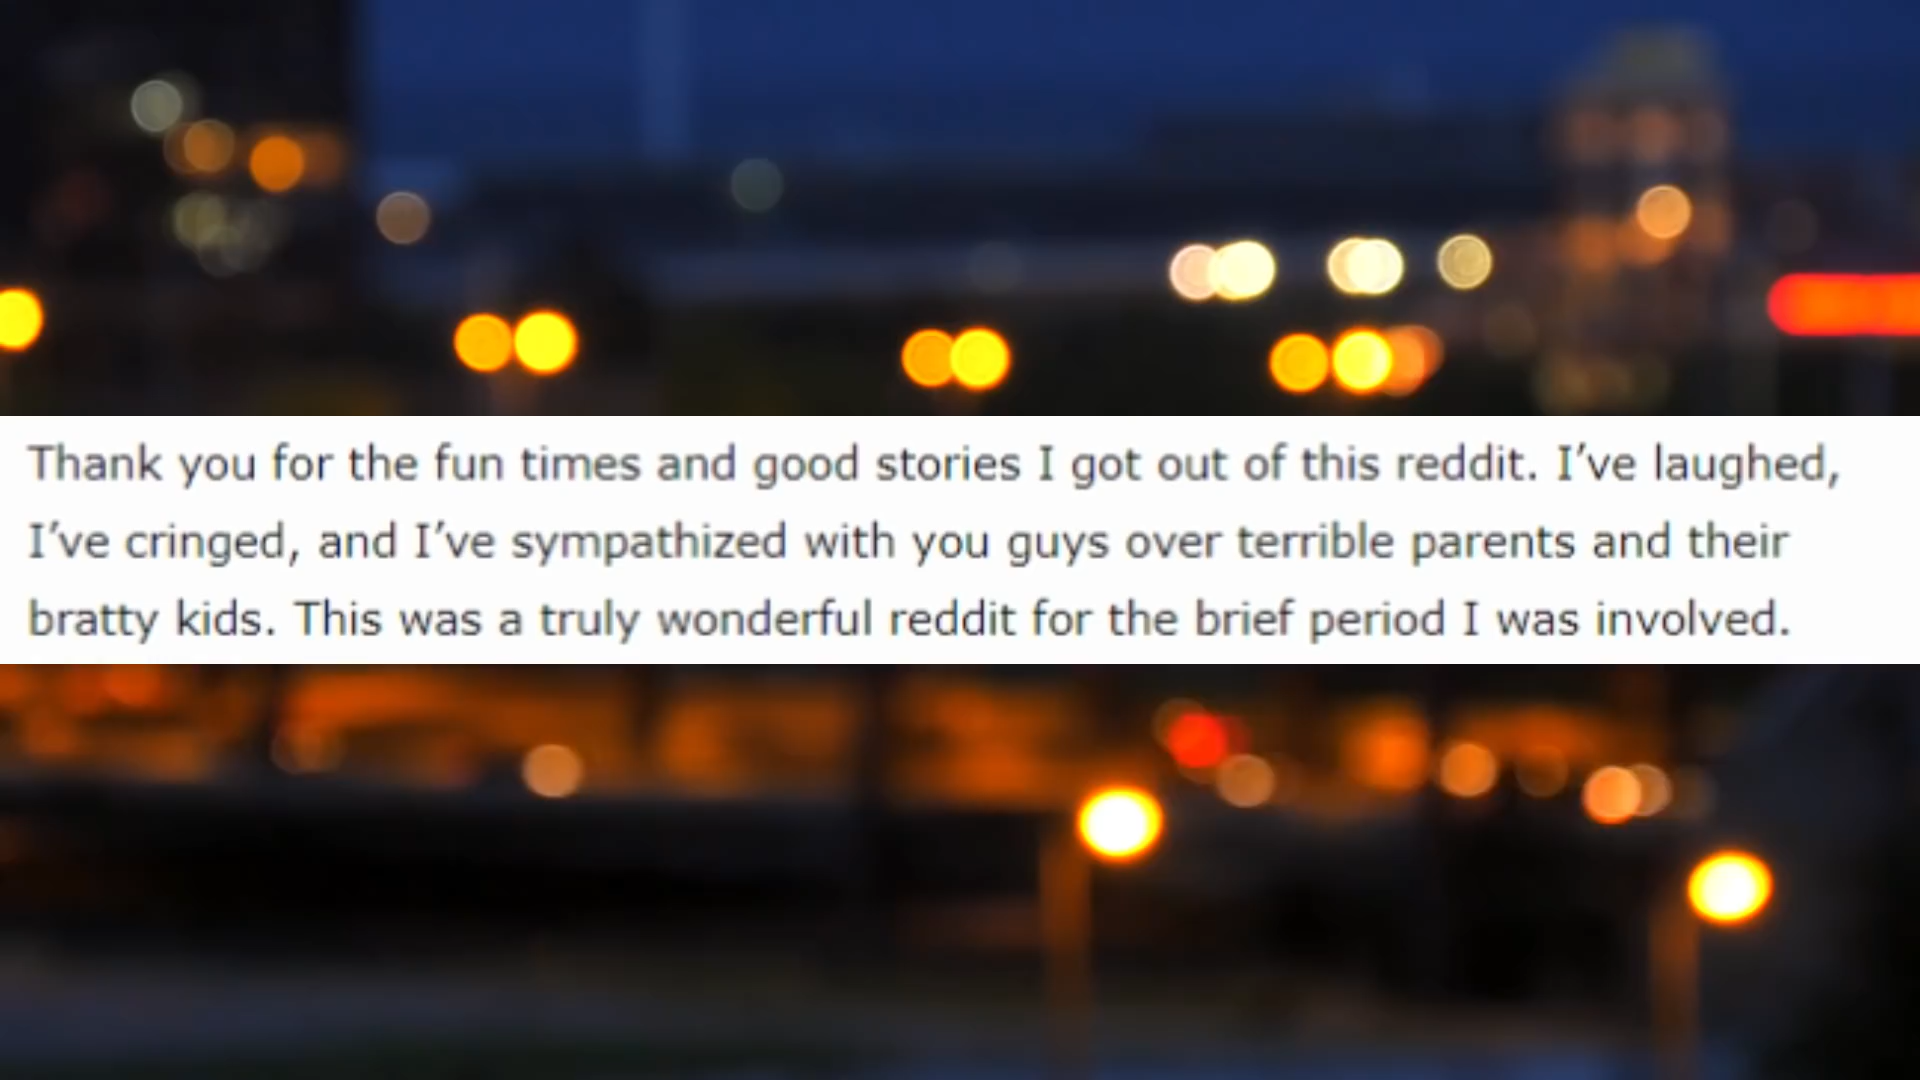 Thank you for the fun times and good stories I got out of this reddit. I’ve laughed,
I’ve cringed, and I’ve sympathized with you guys over terrible parents and their
bratty kids. This was a truly wonderful reddit for the brief period I was involved.